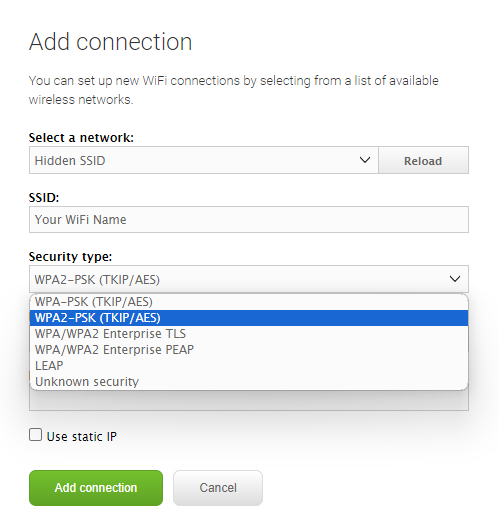 Add connection
You can set up new WiFi connections by selecting from a list of available
wireless networks.
Select a network:
Hidden SSID
Reload
SSID:
Your WiFi Name
Security type:
WPA2-PSK (TKIP/AES)
WPA-PSK (TKIP/AES)
WPA2-PSK (TKIP/AES)
WPA/WPA2 Enterprise TLS
WPA/WPA2 Enterprise PEAP
LEAP
Unknown security
Use static IP
Add connection
Cancel